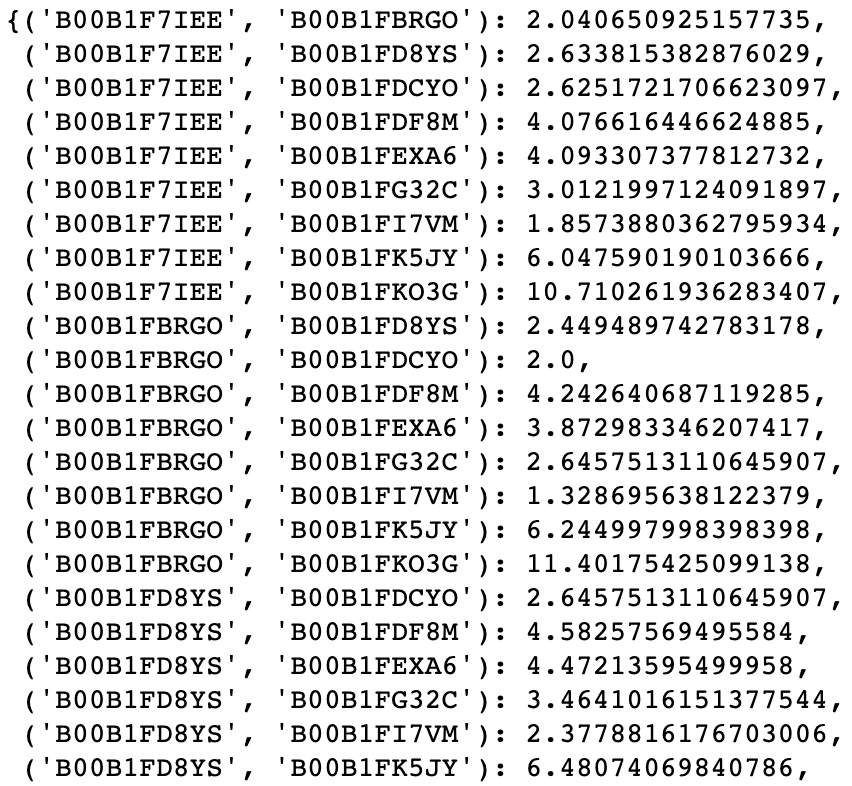 {('B00B1F7IEE', 'B00B1FBRGO'): 2.040650925157735,
('B00B1F7IEE', 'B00B1FD8YS'): 2.633815382876029,
('B00B1F7IEE', 'B00B1FDCYO'): 2.6251721706623097,
('B00B1F7IEE', 'B00B1FDF8M'): 4.076616446624885,
('B00B1F7IEE', 'B00B1FEXA6'): 4.093307377812732,
('B00B1F7IEE', 'B00B1FG32C'): 3.0121997124091897,
('B00B1F7IEE', 'B00B1FI7VM'): 1.8573880362795934,
('B00B1F7IEE', 'B00B1FK5JY'): 6.047590190103666,
('B00B1F7IEE', 'B00B1FKO3G'): 10.710261936283407,
('B00B1FBRGO', 'B00B1FD8YS'): 2.449489742783178,
('B00B1FBRGO', 'B00B1FDCYO'): 2.0,
('B00B1FBRGO', 'B00B1FDF8M'): 4.242640687119285,
('B00B1FBRGO', 'B00B1FEXA6'): 3.872983346207417,
('B00B1FBRGO', 'B00B1FG32C'): 2.6457513110645907,
('B00B1FBRGO', 'B00B1FI7VM'): 1.328695638122379,
('B00B1FBRGO', 'B00B1FK5JY'): 6.244997998398398,
('B00B1FBRGO', 'B00B1FKO3G'): 11.40175425099138,
('B00B1FD8YS', 'B00B1FDCYO'): 2.6457513110645907,
('B00B1FD8YS', 'B00B1FDF8M'): 4.58257569495584,
('B00B1FD8YS', 'B00B1FEXA6'): 4.47213595499958,
('B00B1FD8YS', 'B00B1FG32C'): 3.4641016151377544,
('B00B1FD8YS', 'B00B1FI7VM'): 2.3778816176703006,
('B00B1FD8YS', 'B00B1FK5JY'): 6.48074069840786,